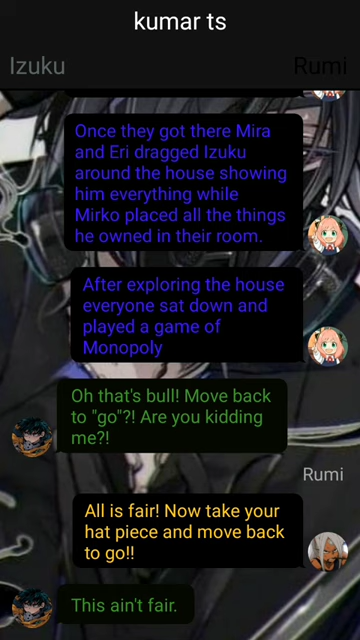 kumar ts
Izuku
Rumi
Once they got there Mira
and Eri dragged Izuku
around the house showing
him everything while
Mirko placed all the things
he owned in their room.
After exploring the house
everyone sat down and
played a game of
Monopoly
Oh that's bull! Move back
to "go"?! Are you kidding
me?!
Rumi
All is fair! Now take your
hat piece and move back
to go!!
This ain't fair.